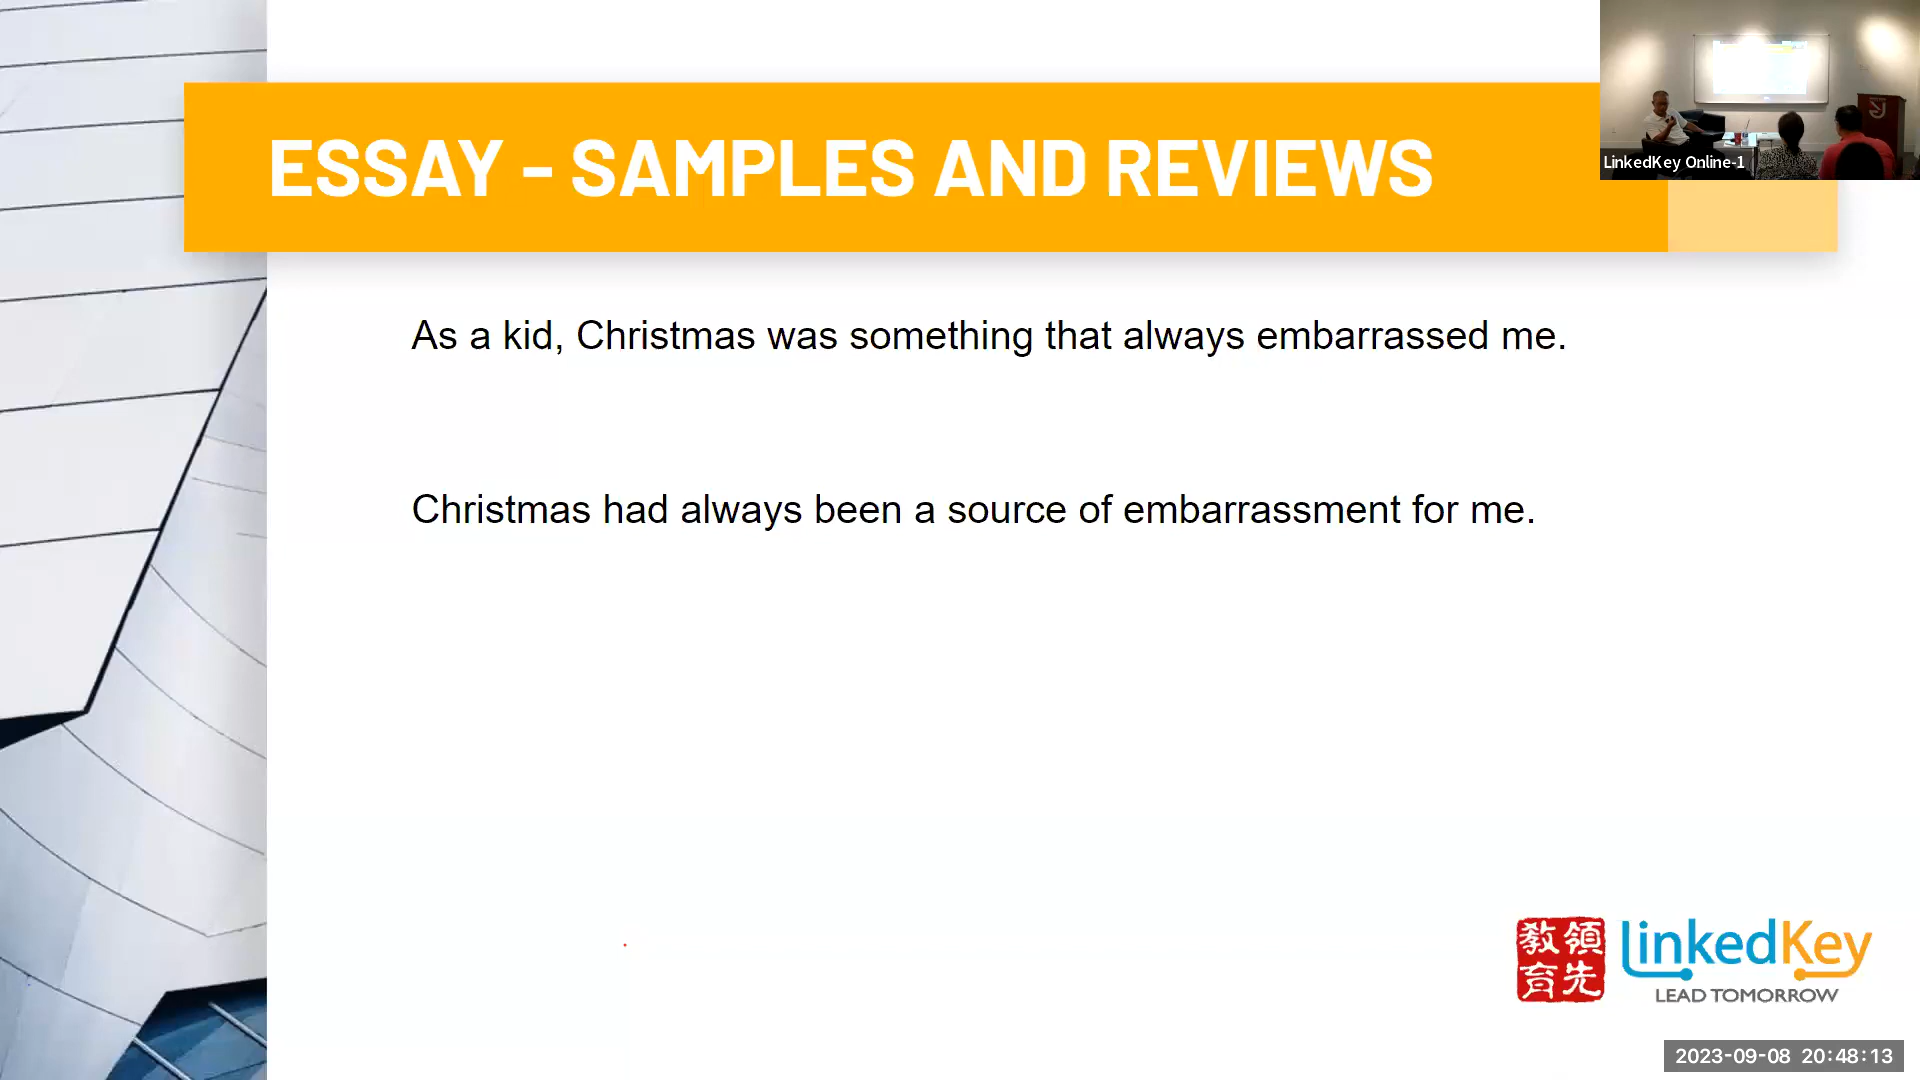 ESSAY - SAMPLES AND REVIEWS
LinkedKey Online-1
As a kid, Christmas was something that always embarrassed me.
Christmas had always been a source of embarrassment for me.
教領
育先
LinkedKey
LEAD TOMORROW
2023-09-08 20:48:13